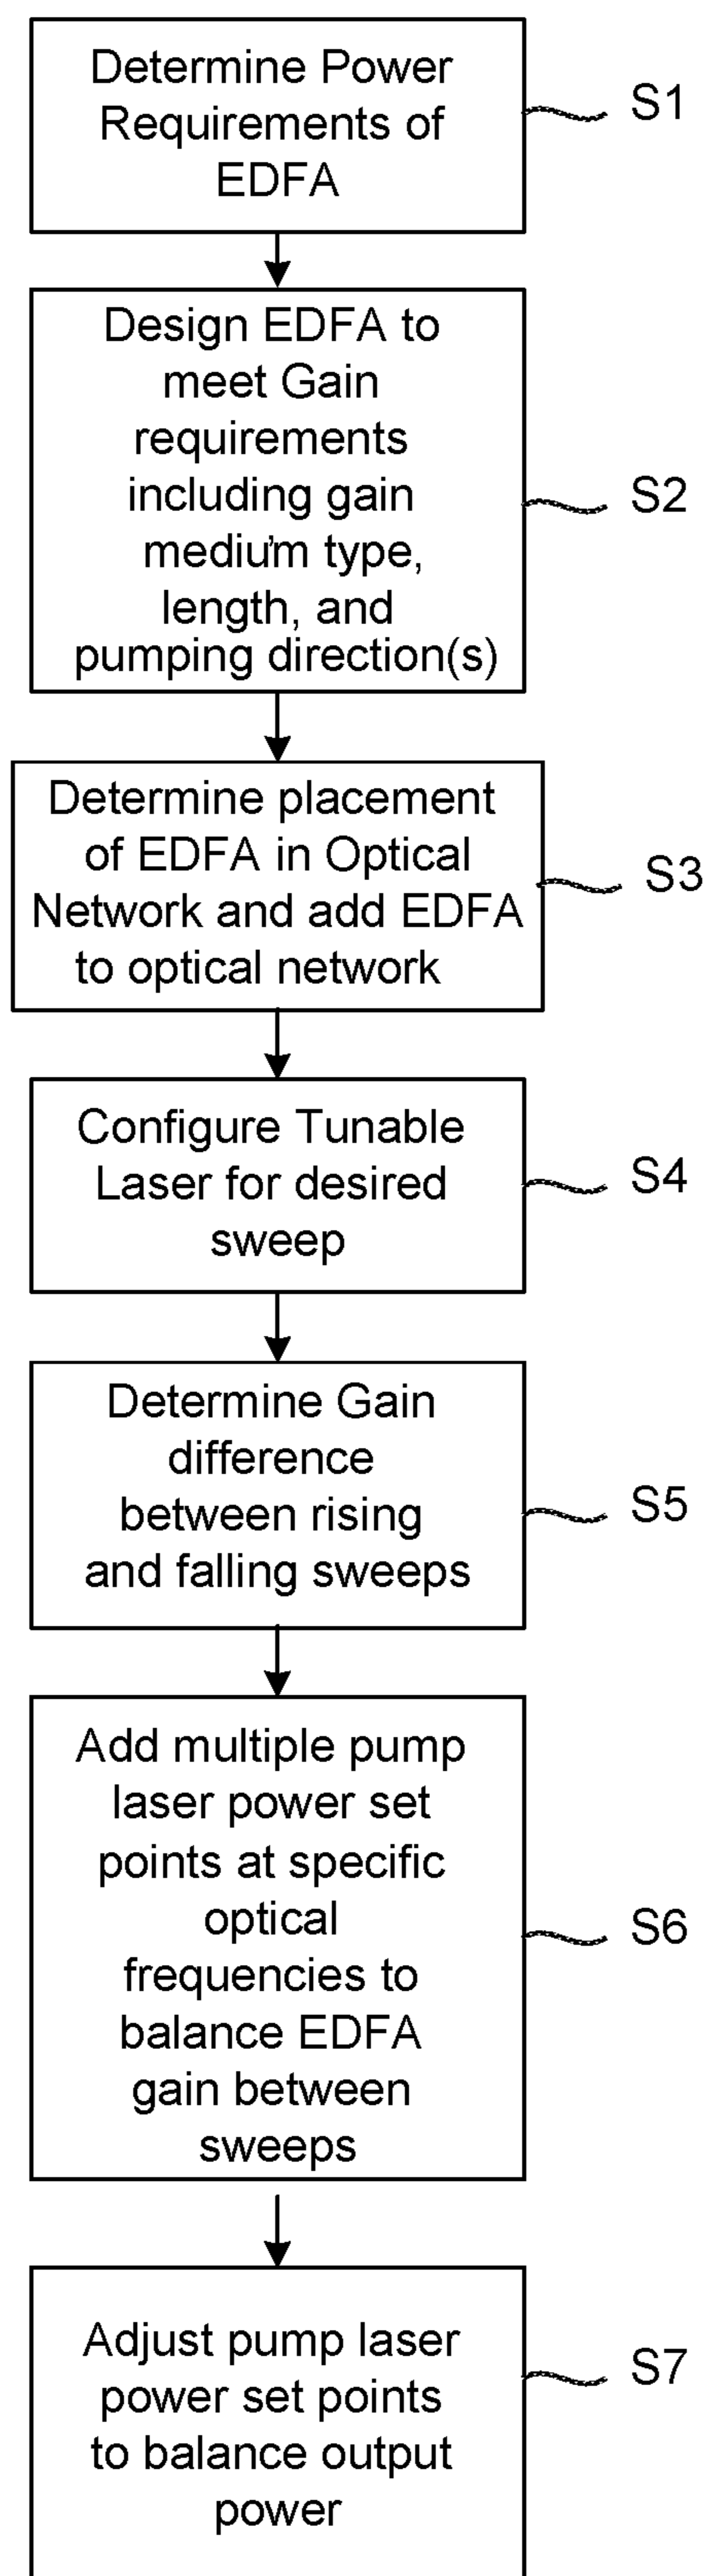 Determine Power
Requirements of
EDFA
S1
Design EDFA to
meet Gain
requirements
including gain
mediu'm type,
length, and
pumping direction(s)
S2
Determine placement
of EDFA in Optical
Network and add EDFA
to optical network
S3
Configure Tunable
Laser for desired
sweep
S4
Determine Gain
difference
between rising
and falling sweeps
S5
Add multiple pump
laser power set
points at specific
optical
frequencies to
balance EDFA
gain between
sweeps
S6
Adjust pump laser
power set points
to balance output
power
S7